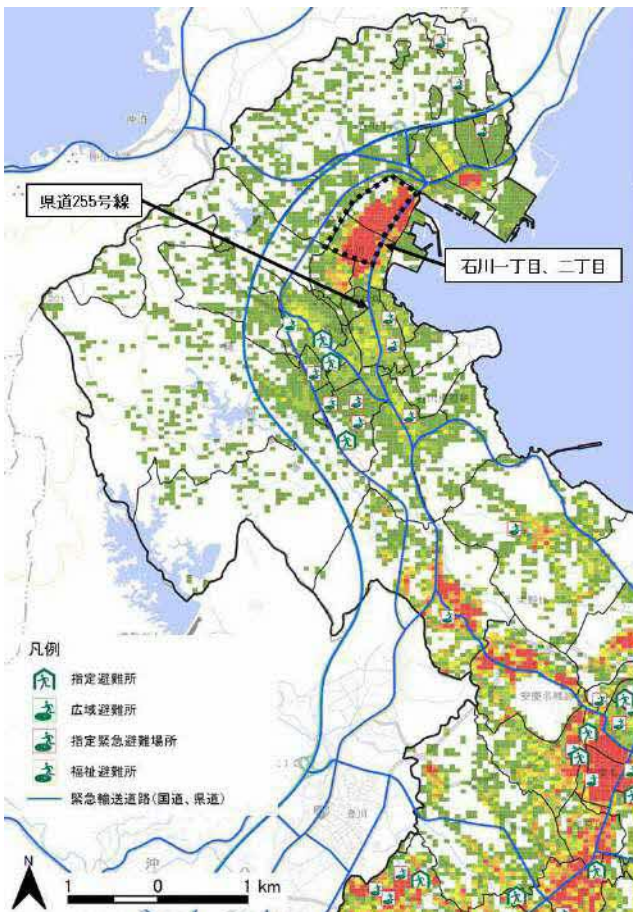 県道255号線
石川一丁目、二丁目
凡例
指定避難所
広域避難所
指定緊急避難場所
福祉避難所
緊急輸送道路(国道、県道)
N
1 0 1 km
沖